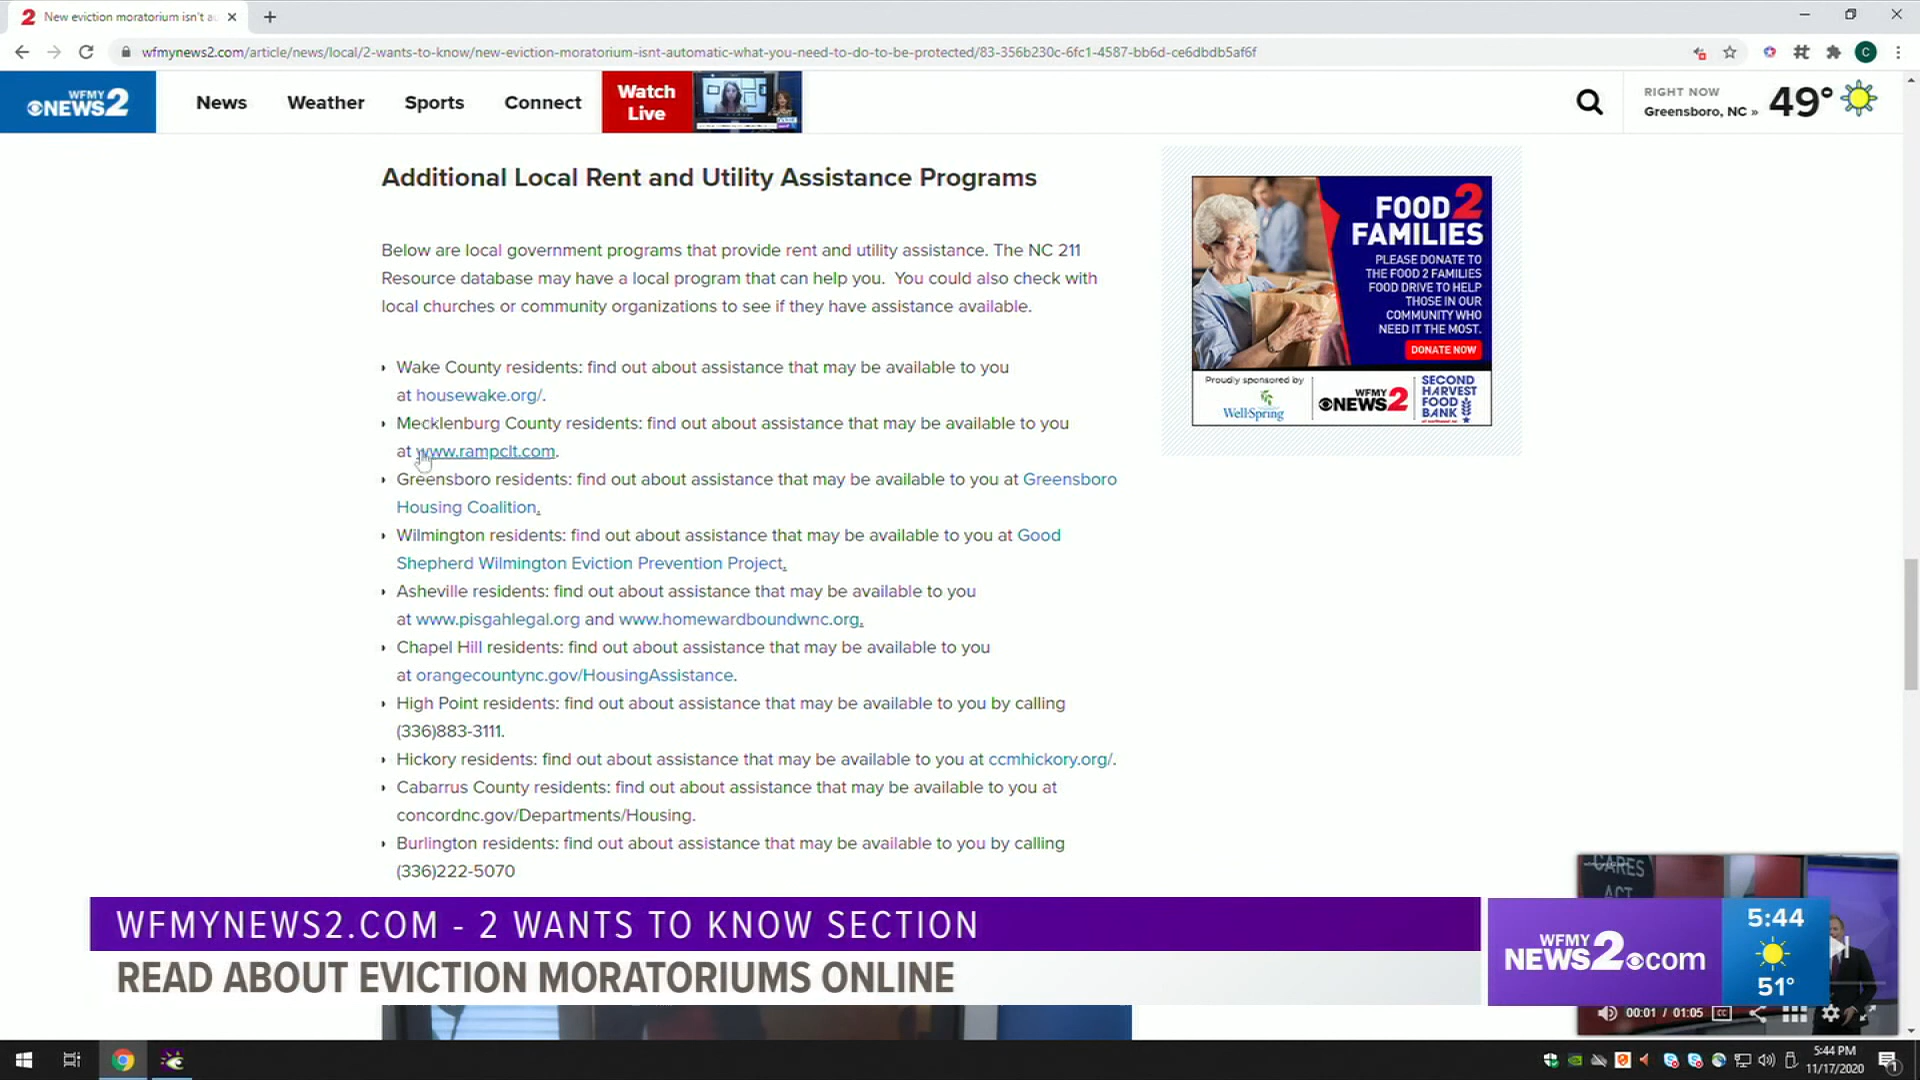 New eviction moratorium isn't au
wfmynews2.com/article/news/local/2-wants-to-know/new-eviction-moratorium-isnt-automatic-what-you-need-to-do-to-be-protected/83-356b230c-6fc1-4587-bb6d-ce6dbdb5af6f
C
WFMY
NEWS 2
News
Weather
Sports
Connect
Watch
Live
RIGHT NOW
Greensboro, NC »
49°
Additional Local Rent and Utility Assistance Programs
Below are local government programs that provide rent and utility assistance. The NC 211
Resource database may have a local program that can help you. You could also check with
local churches or community organizations to see if they have assistance available.
Wake County residents: find out about assistance that may be available to you
at housewake.org/.
Mecklenburg County residents: find out about assistance that may be available to you
at www.rampclt.com.
Greensboro residents: find out about assistance that may be available to you at Greensboro
Housing Coalition.
Wilmington residents: find out about assistance that may be available to you at Good
Shepherd Wilmington Eviction Prevention Project.
Asheville residents: find out about assistance that may be available to you
at www.pisgahlegal.org and www.homewardboundwnc.org.
Chapel Hill residents: find out about assistance that may be available to you
at orangecountync.gov/HousingAssistance.
High Point residents: find out about assistance that may be available to you by calling
(336)883-3111.
Hickory residents: find out about assistance that may be available to you at ccmhickory.org/.
Cabarrus County residents: find out about assistance that may be available to you at
concordnc.gov/Departments/Housing.
Burlington residents: find out about assistance that may be available to you by calling
(336)222-5070
FOOD 2
FAMILIES
PLEASE DONATE TO
THE FOOD 2 FAMILIES
FOOD DRIVE TO HELP
THOSE IN OUR
COMMUNITY WHO
NEED IT THE MOST.
DONATE NOW
Proudly sponsored by
Well·Spring
WFMY
NEWS 2
SECOND
HARVEST
FOOD
BANK
CARES
ACT
WFMYNEWS2.COM - 2 WANTS TO KNOW SECTION
READ ABOUT EVICTION MORATORIUMS ONLINE
WFMY
NEWS 2 .com
5:44
51°
00:01 / 01:05
CC
5:44 PM
11/17/2020
1